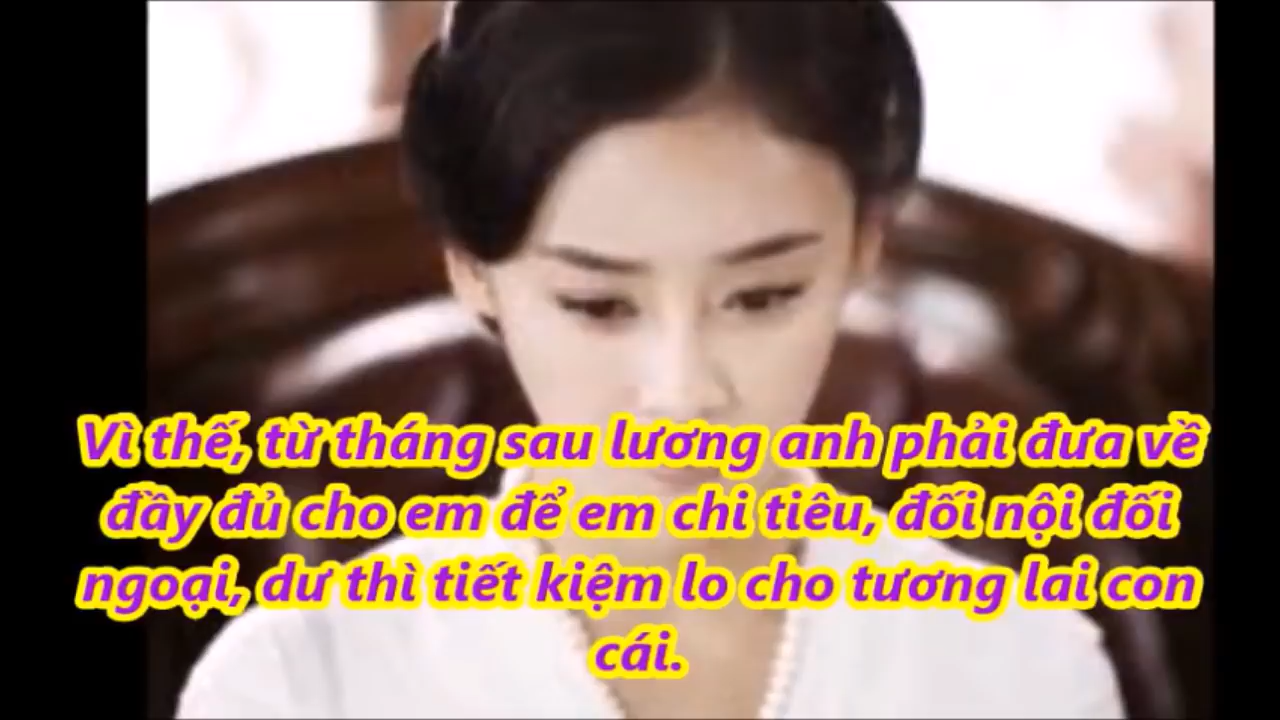 Vì thế, từ tháng sau lương anh phải đưa về
đầy đủ cho em để em chi tiêu, đối nội đối
ngoại, dư thì tiết kiệm lo cho tương lai con
cái.